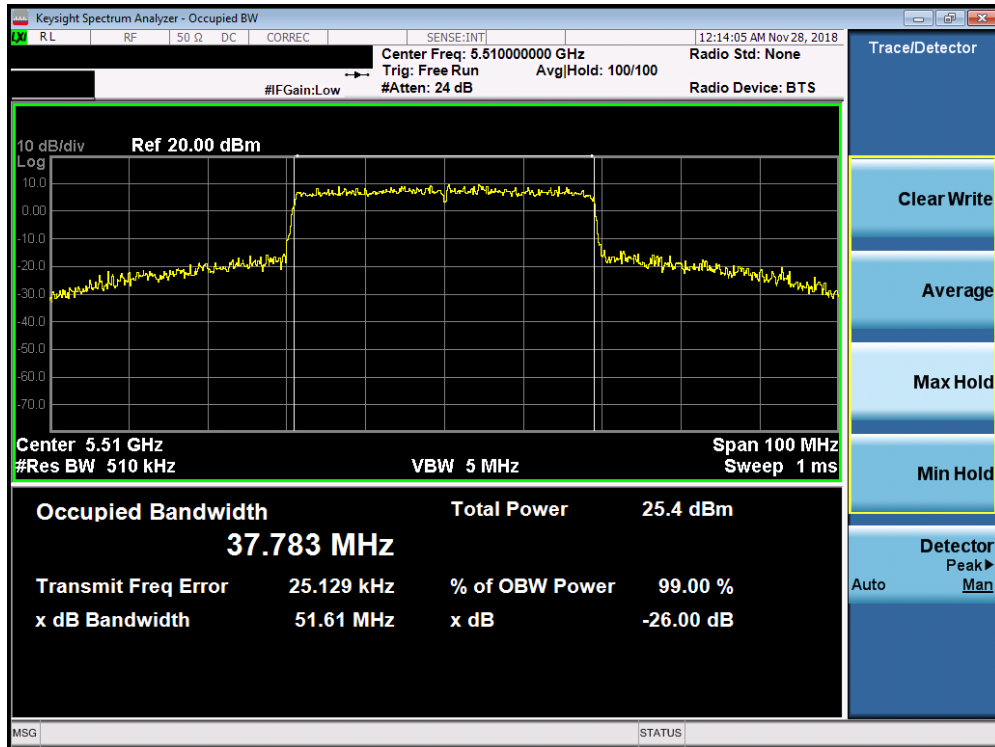 Keysight Spectrum Analyzer - Occupied BW
LXI RL RF 50 Ω DC CORREC SENSE:INT 12:14:05 AM Nov 28, 2018
Center Freq: 5.510000000 GHz Radio Std: None
Trig: Free Run Avg|Hold: 100/100
#IFGain:Low #Atten: 24 dB Radio Device: BTS
10 dB/div Ref 20.00 dBm
Log
10.0
0.00
-10.0
-20.0
-30.0
-40.0
-50.0
-60.0
-70.0
Center 5.51 GHz Span 100 MHz
#Res BW 510 kHz VBW 5 MHz Sweep 1 ms
Occupied Bandwidth Total Power 25.4 dBm
37.783 MHz
Transmit Freq Error 25.129 kHz % of OBW Power 99.00 %
x dB Bandwidth 51.61 MHz x dB -26.00 dB
MSG STATUS
Trace/Detector
Clear Write
Average
Max Hold
Min Hold
Detector
Peak▶
Auto Man